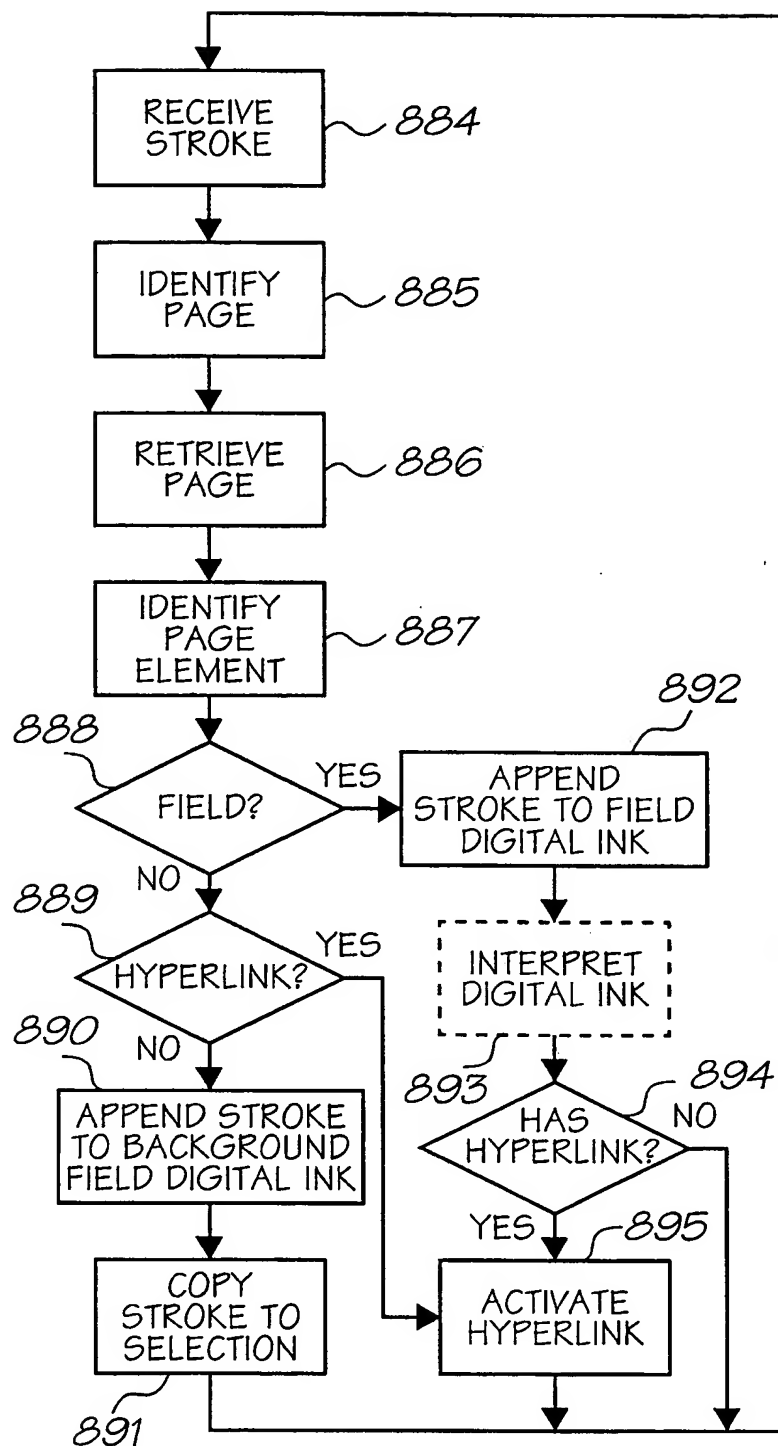 RECEIVE
STROKE
884
IDENTIFY
PAGE
885
RETRIEVE
PAGE
886
IDENTIFY
PAGE
ELEMENT
887
888
FIELD?
YES
NO
892
APPEND
STROKE TO FIELD
DIGITAL INK
889
HYPERLINK?
YES
NO
INTERPRET
DIGITAL INK
893
890
APPEND STROKE
TO BACKGROUND
FIELD DIGITAL INK
894
HAS
HYPERLINK?
NO
YES
895
COPY
STROKE TO
SELECTION
891
ACTIVATE
HYPERLINK